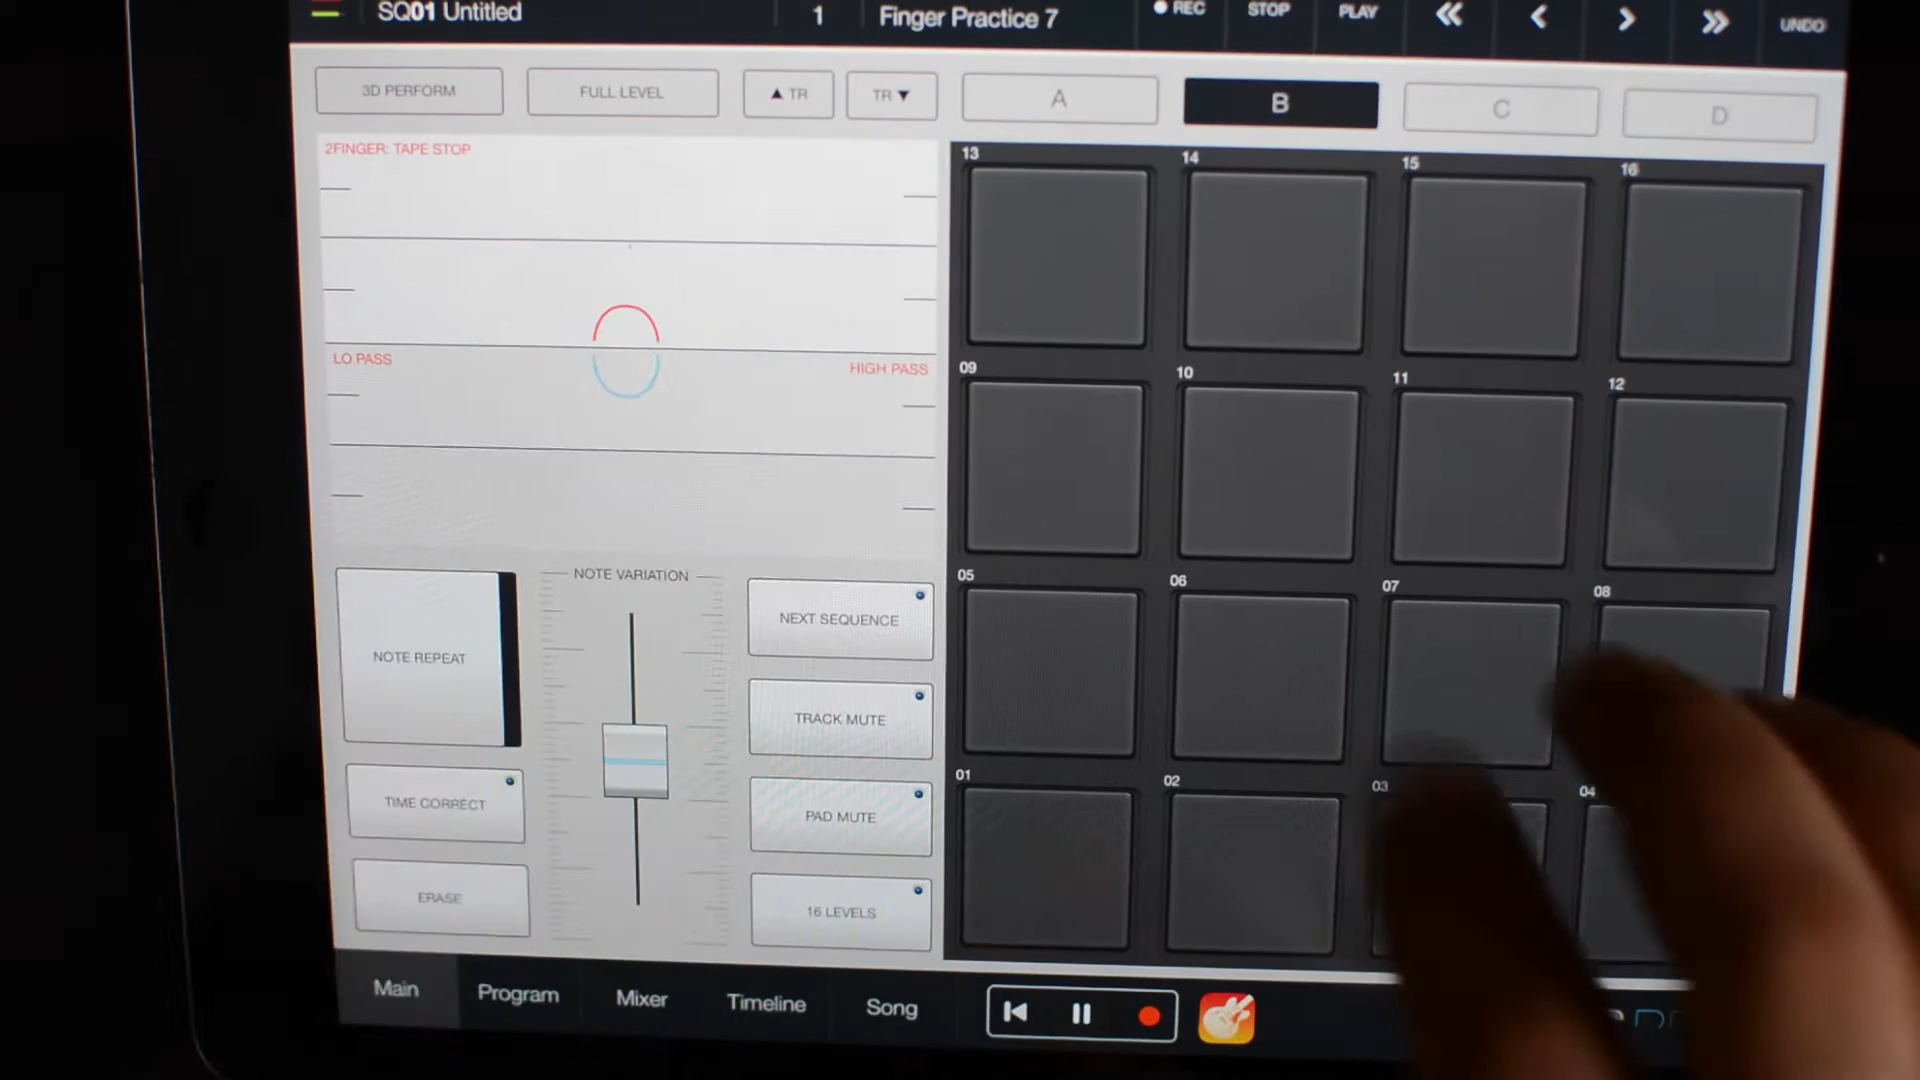 SQ01 Untitled
1
Finger Practice 7
REC
STOP
PLAY
UNDO
3D PERFORM
FULL LEVEL
TR
TR
A
B
C
D
2FINGER: TAPE STOP
LO PASS
HIGH PASS
13
14
15
16
09
10
11
12
05
06
07
08
01
02
03
04
NOTE REPEAT
TIME CORRECT
ERASE
NOTE VARIATION
NEXT SEQUENCE
TRACK MUTE
PAD MUTE
16 LEVELS
Main
Program
Mixer
Timeline
Song